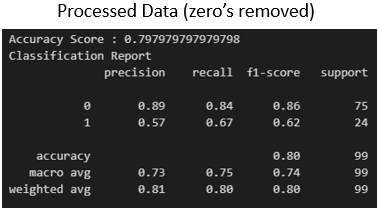 Processed Data (zero's removed)
Accuracy Score : 0.797979797979798
Classification Report
precision recall f1-score support
0 0.89 0.84 0.86 75
1 0.57 0.67 0.62 24
accuracy 0.80 99
macro avg 0.73 0.75 0.74 99
weighted avg 0.81 0.80 0.80 99